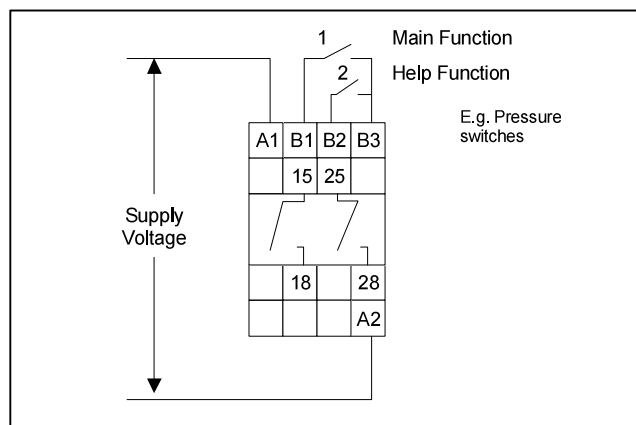 1 Main Function
2 Help Function
E.g. Pressure
switches
A1 B1 B2 B3
15 25
Supply
Voltage
18 28
A2